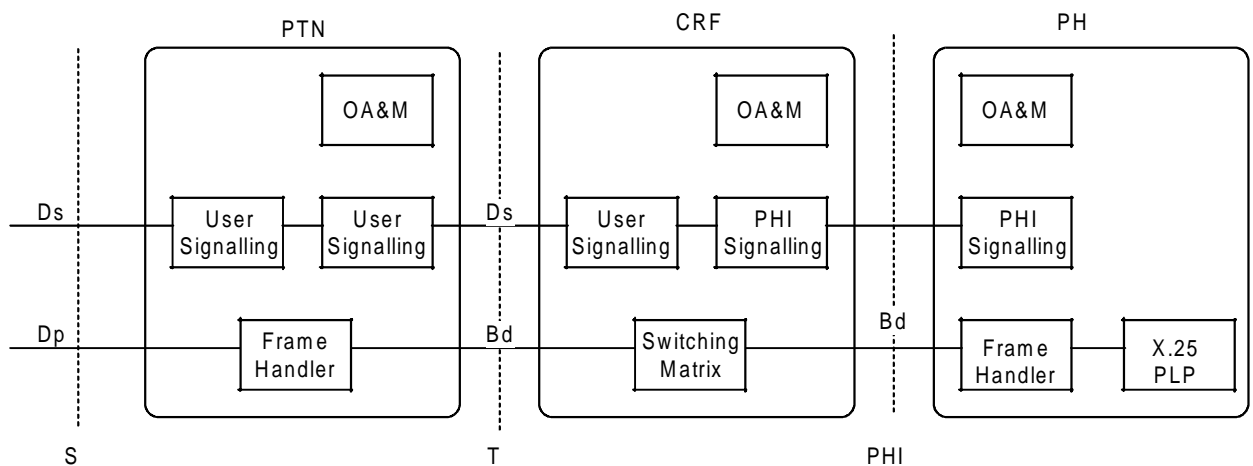 PTN
CRF
PH
OA&M
OA&M
OA&M
Ds
User
Signalling
User
Signalling
Ds
User
Signalling
PHI
Signalling
PHI
Signalling
Dp
Frame
Handler
Bd
Switching
Matrix
Bd
Frame
Handler
X.25
PLP
S
T
PHI